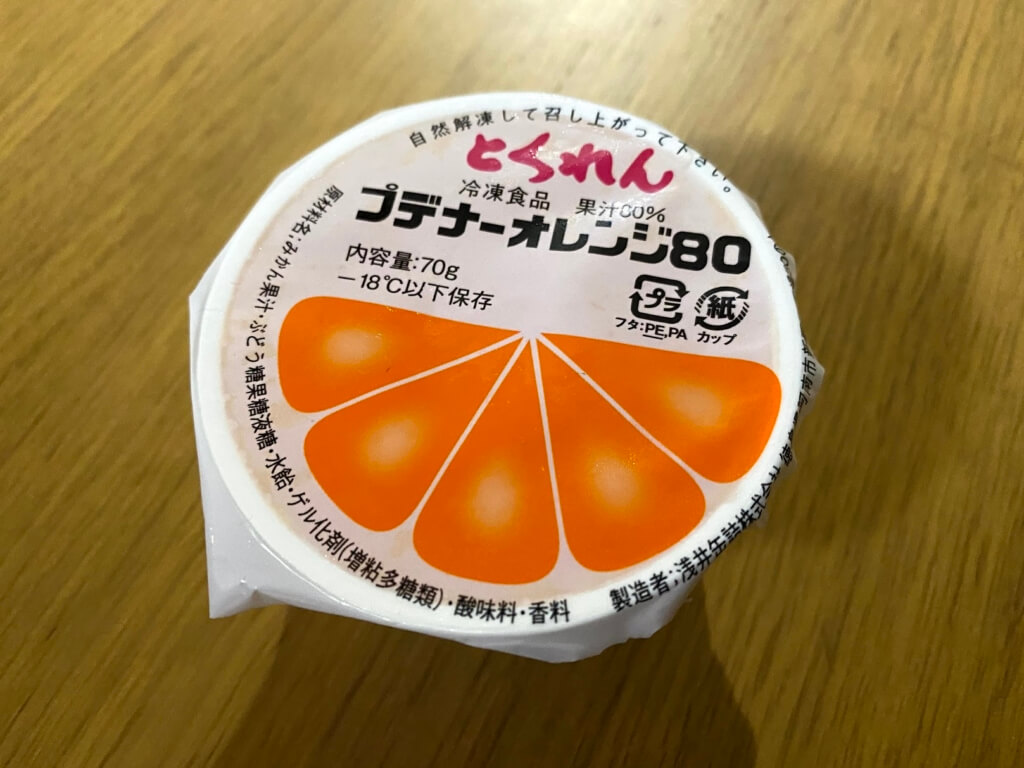 自然解凍して召し上がって下さい。
とくれん
冷凍食品 果汁80%
プデナーオレンジ80
内容量:70g
－18℃以下保存
プラ 紙
フタ:PE,PA カップ
原材料名:みかん果汁・ぶどう糖果糖液糖・水飴・ゲル化剤(増粘多糖類)・酸味料・香料
製造者;浅井缶詰株式会社